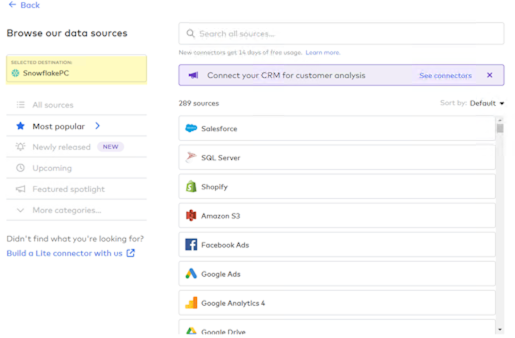 ← Back
Browse our data sources
SELECTED DESTINATION:
SnowflakePC
All sources
Most popular
Newly released NEW
Upcoming
Featured spotlight
More categories...
Didn't find what you're looking for?
Build a Lite connector with us
Search all sources...
New connectors get 14 days of free usage. Learn more.
Connect your CRM for customer analysis See connectors ×
289 sources Sort by: Default
Salesforce
SQL Server
Shopify
Amazon S3
Facebook Ads
Google Ads
Google Analytics 4
Google Drive